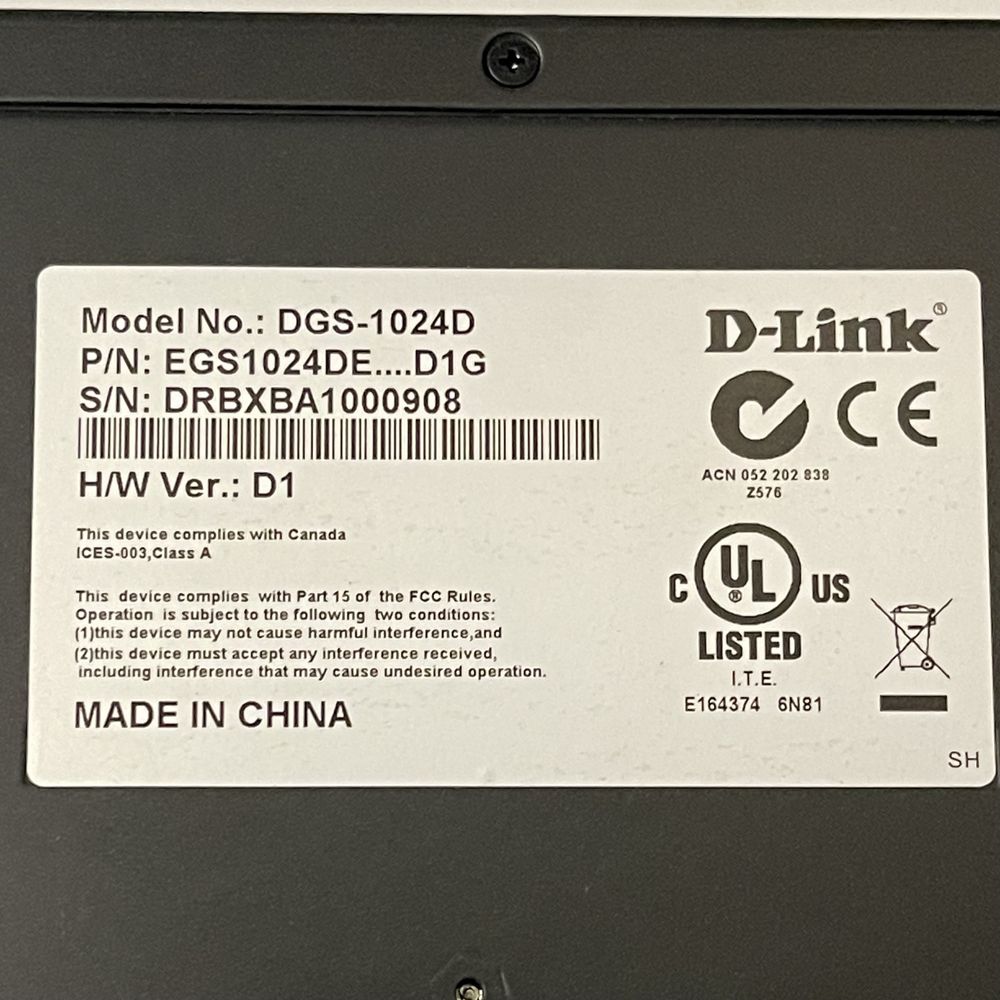 Model No.: DGS-1024D
P/N: EGS1024DE....D1G
S/N: DRBXBA1000908
H/W Ver.: D1
This device complies with Canada
ICES-003,Class A
This device complies with Part 15 of the FCC Rules.
Operation is subject to the following two conditions:
(1)this device may not cause harmful interference,and
(2)this device must accept any interference received,
including interference that may cause undesired operation.
MADE IN CHINA
D-Link®
CE
ACN 052 202 838
Z576
C UL® US
LISTED
I.T.E.
E164374 6N81
SH